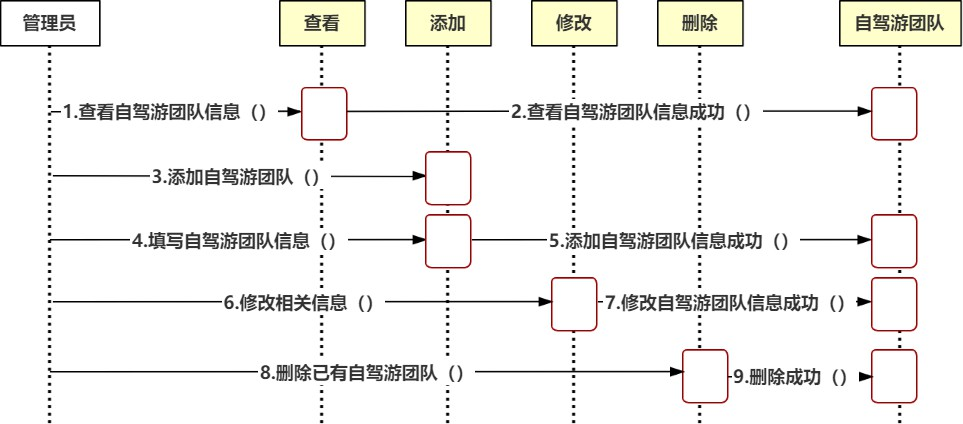 管理员 查看 添加 修改 删除 自驾游团队
1.查看自驾游团队信息（） 2.查看自驾游团队信息成功（）
3.添加自驾游团队（）
4.填写自驾游团队信息（） 5.添加自驾游团队信息成功（）
6.修改相关信息（） 7.修改自驾游团队信息成功（）
8.删除已有自驾游团队（） 9.删除成功（）